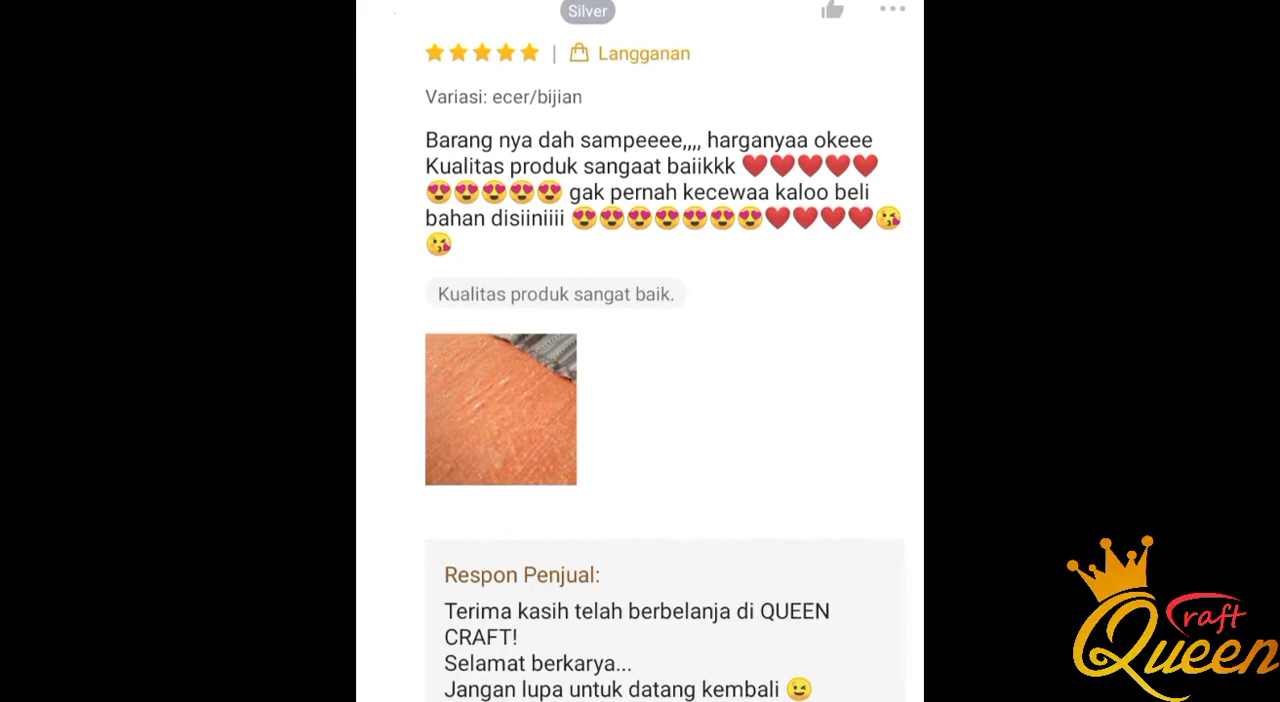 Silver
| Langganan
Variasi: ecer/bijian
Barang nya dah sampeeee,,,, harganyaa okeee
Kualitas produk sangaat baiikkk ❤️❤️❤️❤️❤️
😍😍😍😍😍 gak pernah kecewaa kaloo beli
bahan disiiniiii 😍😍😍😍😍😍😍❤️❤️❤️❤️😘
😘
Kualitas produk sangat baik.
Respon Penjual:
Terima kasih telah berbelanja di QUEEN
CRAFT!
Selamat berkarya...
Jangan lupa untuk datang kembali 😉
Craft
Queen